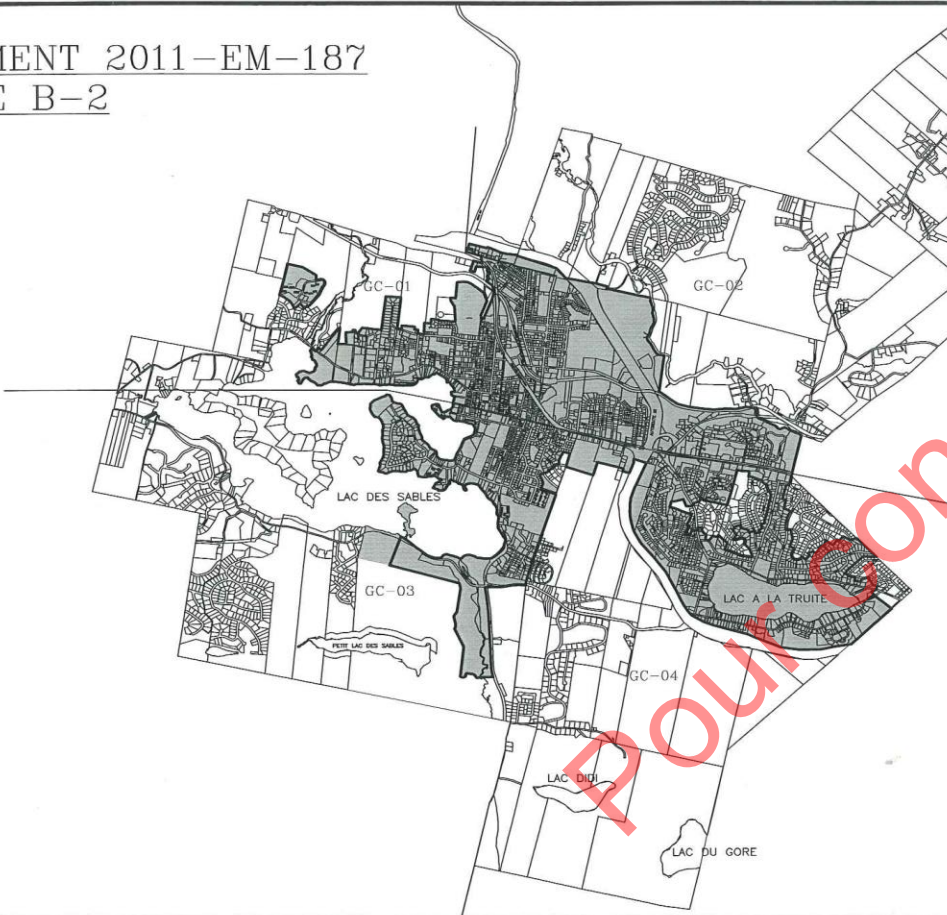 MENT 2011-EM-187
E B-2
GC-01
GC-02
LAC DES SABLES
GC-03
LAC A LA TRUITE
PETIT LAC DES SABLES
GC-04
LAC DIDI
LAC DU GORE
Pour Con